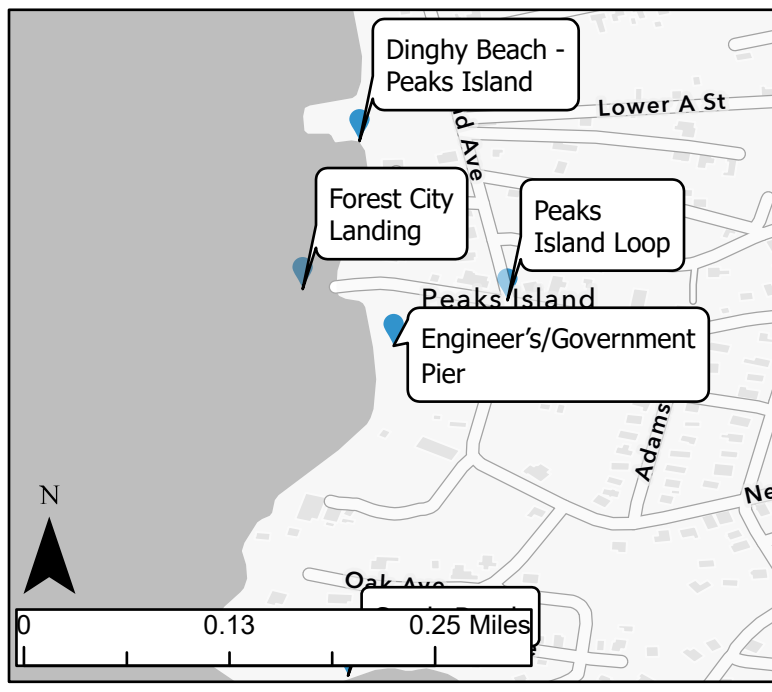 Dinghy Beach -
Peaks Island
Lower A St
Ave
Forest City
Landing
Peaks
Island Loop
Peaks Island
Engineer's/Government
Pier
Adams
Ne
N
Oak Ave
0 0.13 0.25 Miles